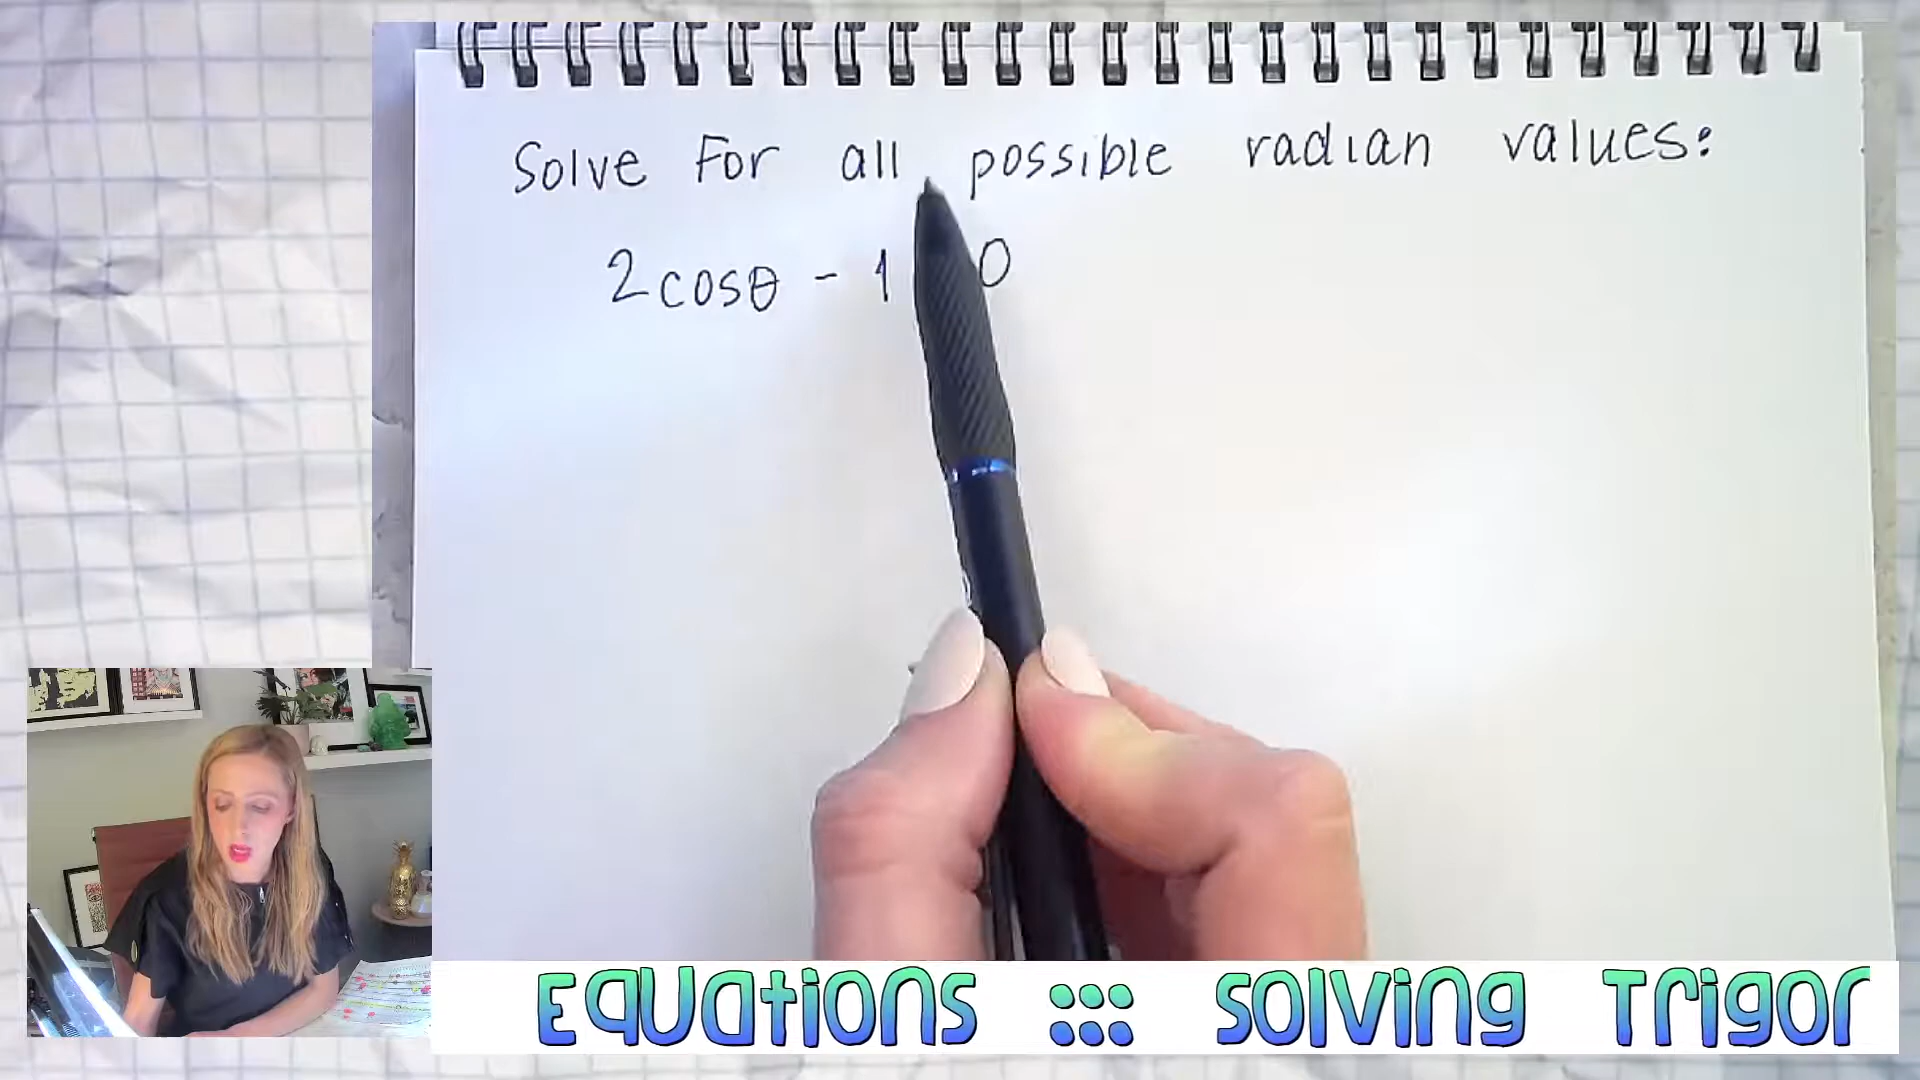 Solve for all possible radian values:
2cosθ - 1 0
Equations ::: Solving Trigor